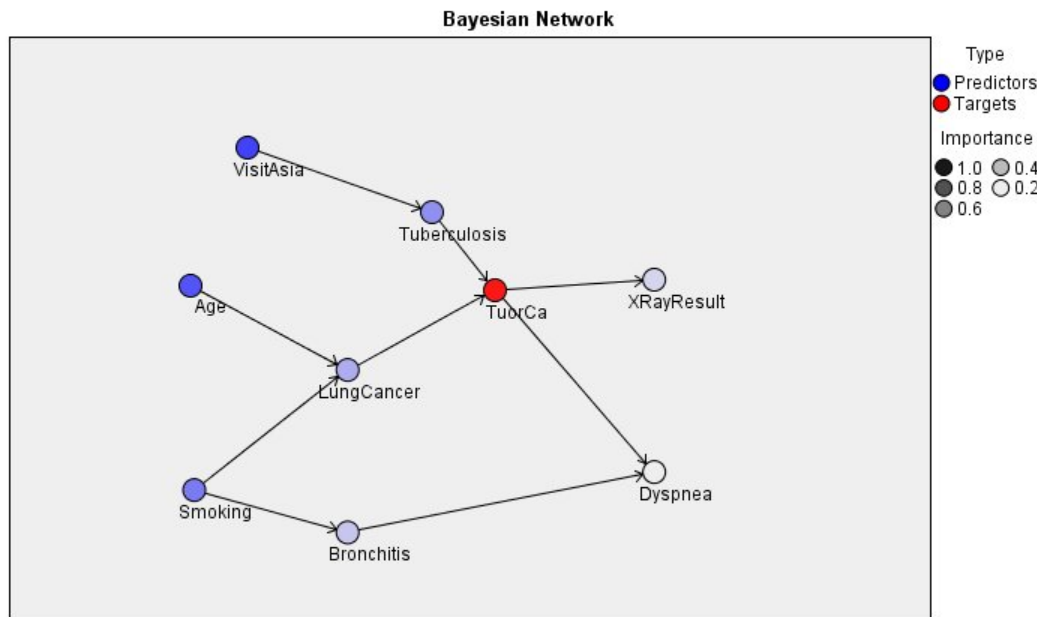 Bayesian Network
Type
Predictors
Targets
Importance
1.0 0.4
0.8 0.2
0.6
VisitAsia
Tuberculosis
Age
TuorCa
XRayResult
LungCancer
Smoking
Dyspnea
Bronchitis